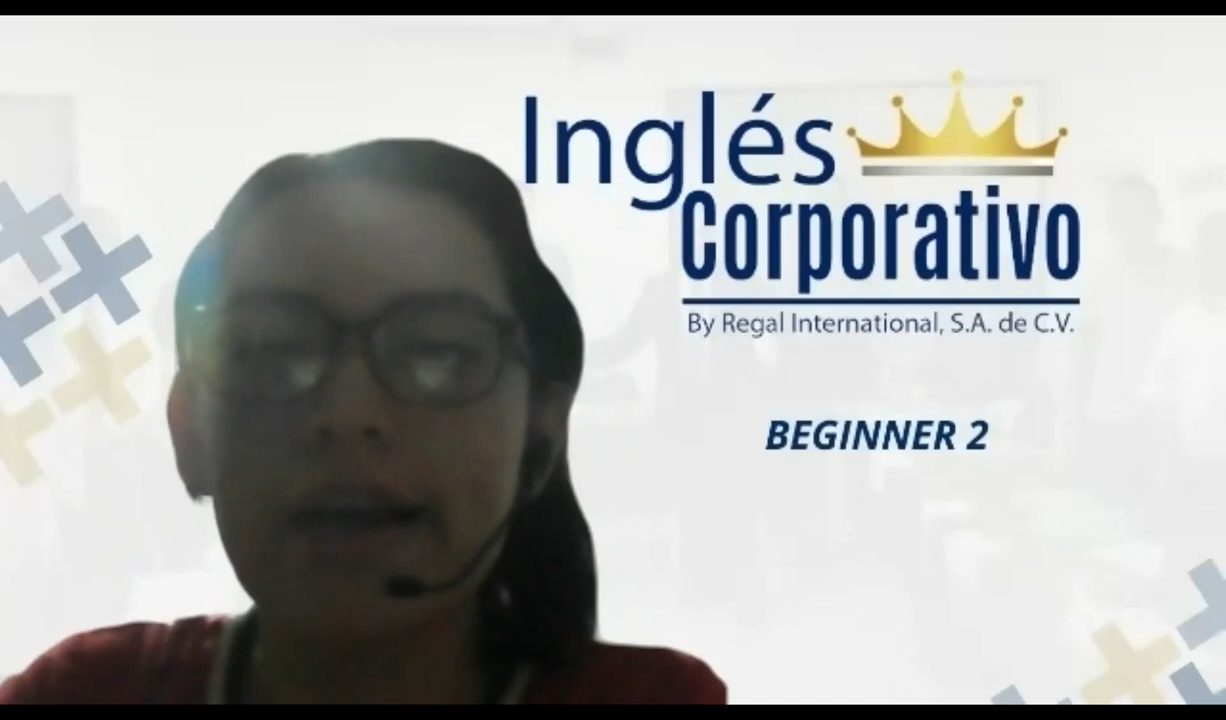 Inglés
Corporativo
By Regal International, S.A. de C.V.
BEGINNER 2